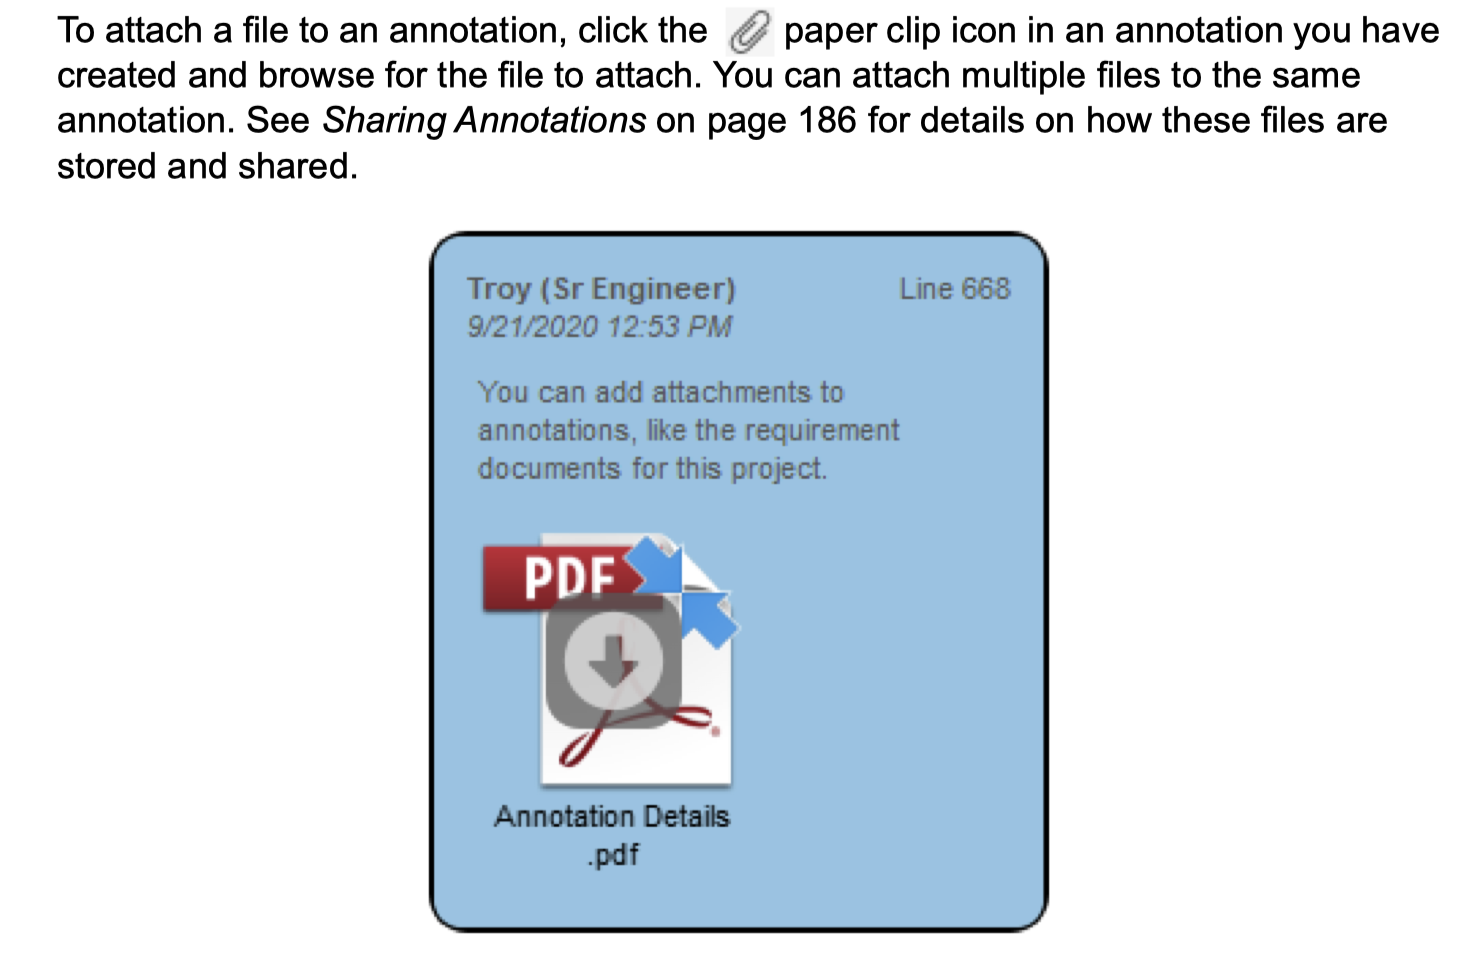 To attach a file to an annotation, click the paper clip icon in an annotation you have
created and browse for the file to attach. You can attach multiple files to the same
annotation. See Sharing Annotations on page 186 for details on how these files are
stored and shared.
Troy (Sr Engineer) Line 668
9/21/2020 12:53 PM
You can add attachments to
annotations, like the requirement
documents for this project.
PDF
Annotation Details
.pdf